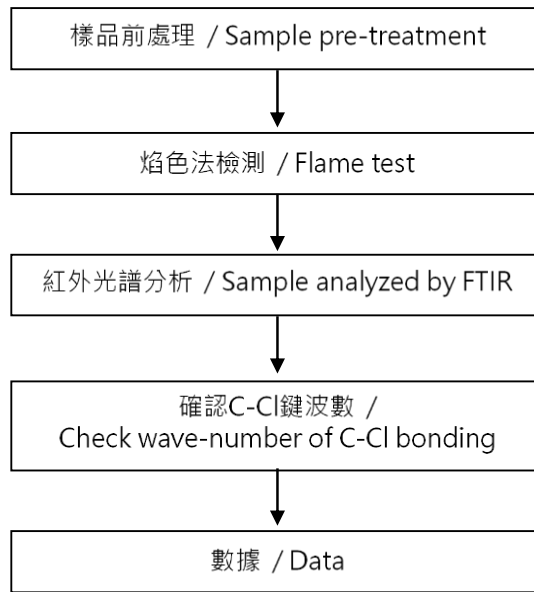 樣品前處理 / Sample pre-treatment
焰色法檢測 / Flame test
紅外光譜分析 / Sample analyzed by FTIR
確認C-Cl鍵波數 /
Check wave-number of C-Cl bonding
數據 / Data